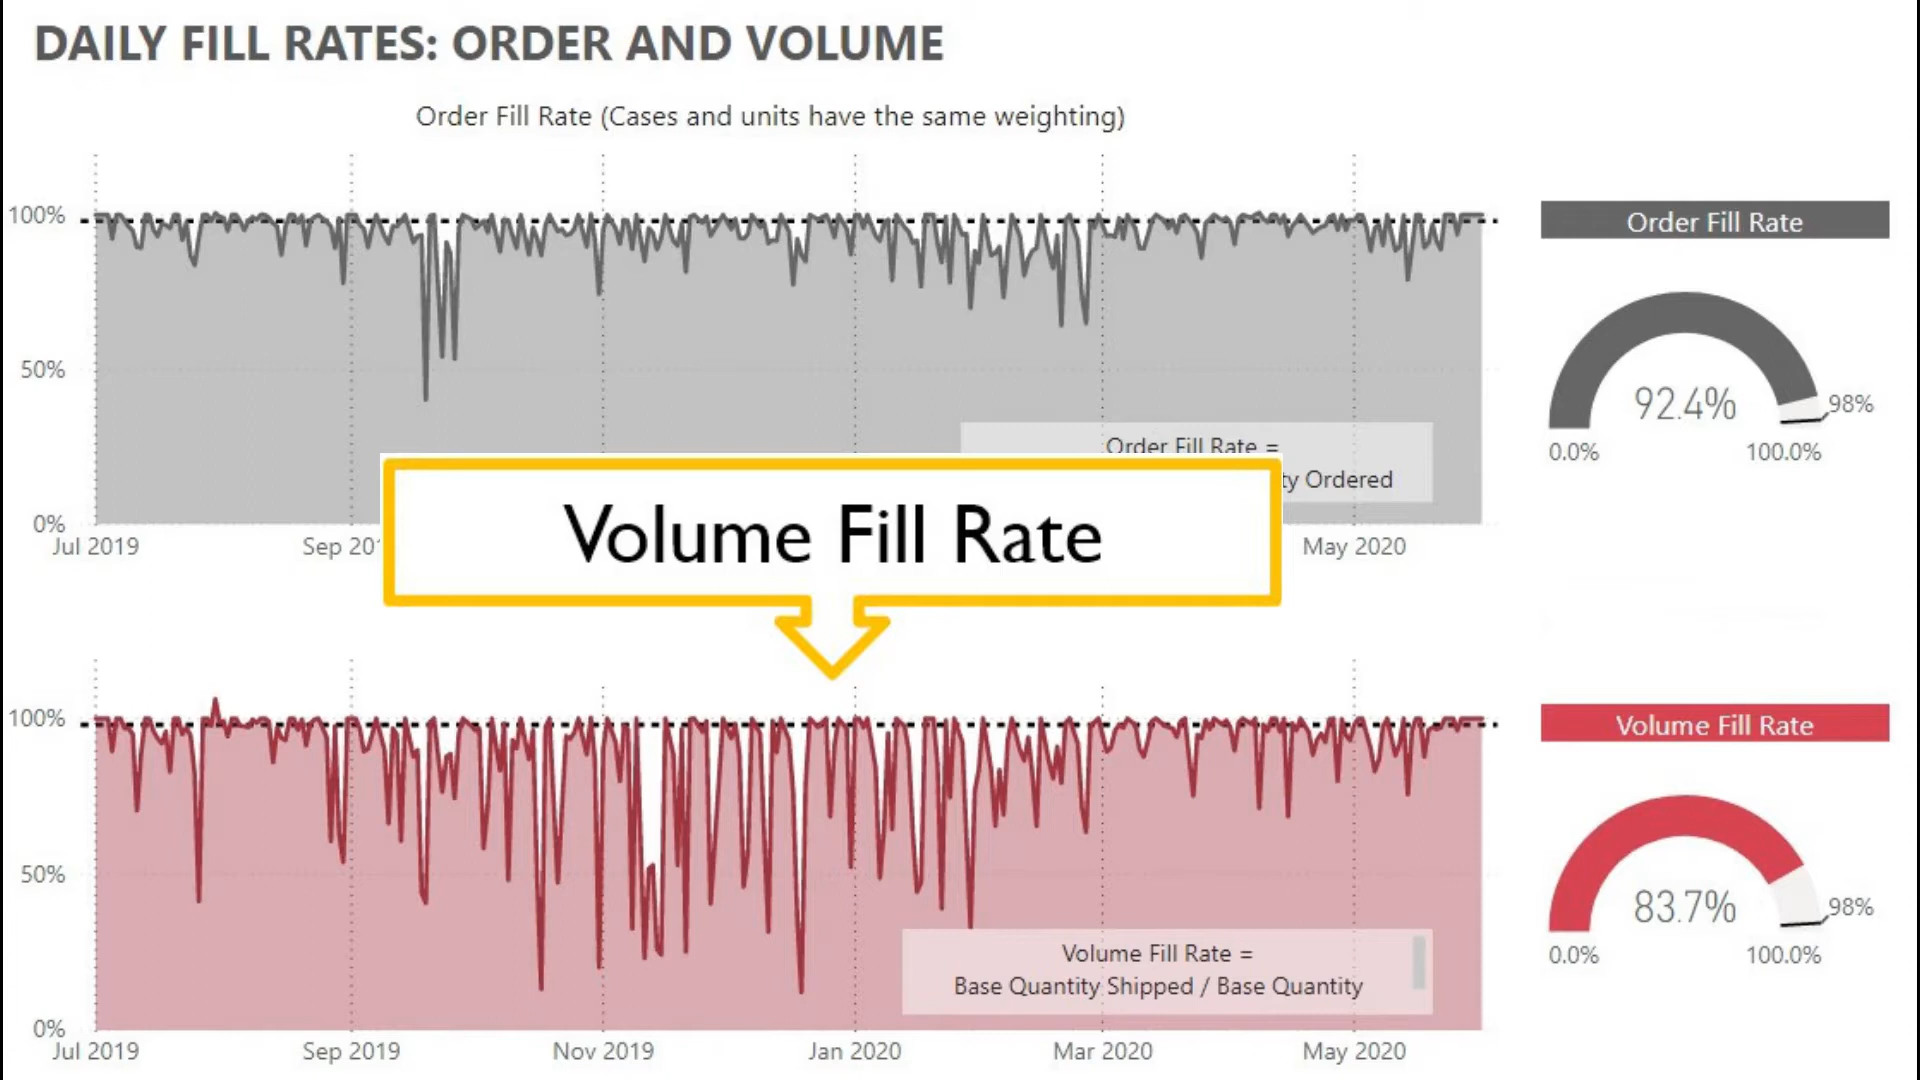 DAILY FILL RATES: ORDER AND VOLUME
Order Fill Rate (Cases and units have the same weighting)
100%
50%
0%
Jul 2019
Sep
May 2020
Order Fill Rate =
Ordered
Order Fill Rate
92.4%
98%
0.0%
100.0%
Volume Fill Rate
100%
50%
0%
Jul 2019
Sep 2019
Nov 2019
Jan 2020
Mar 2020
May 2020
Volume Fill Rate =
Base Quantity Shipped / Base Quantity
Volume Fill Rate
83.7%
98%
0.0%
100.0%